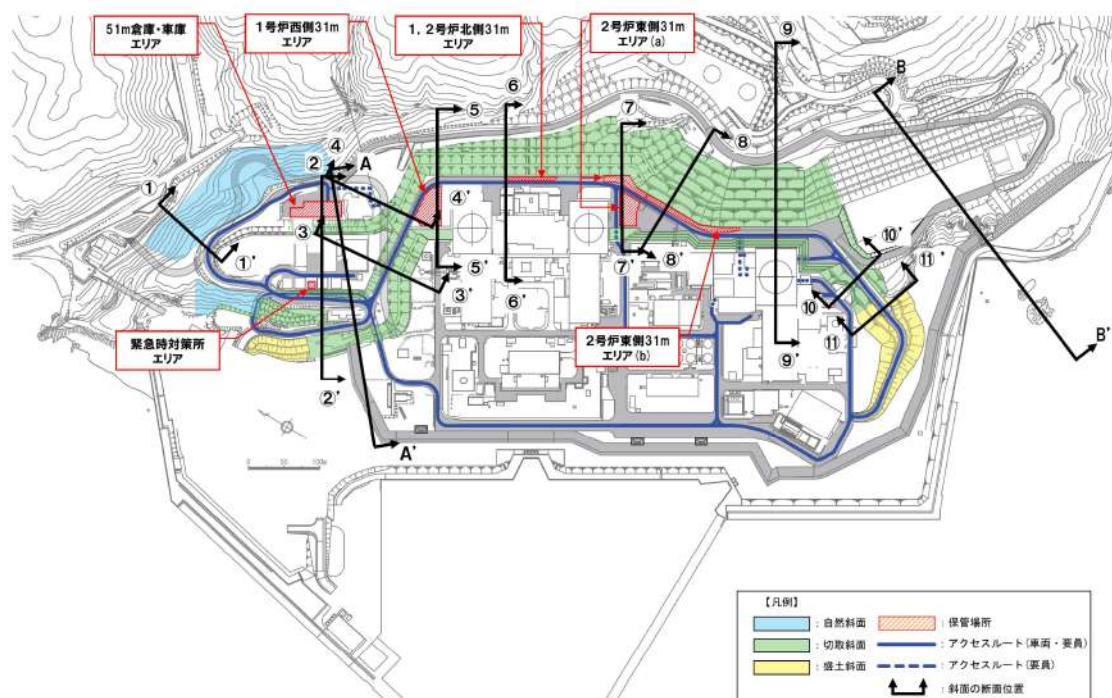 51m倉庫・車庫
エリア
1号炉西側31m
エリア
1，2号炉北側31m
エリア
2号炉東側31m
エリア(a)
⑨
B
⑥
⑤
⑦
⑧
④
②
A
①
③
④'
①'
⑤'
③'
⑥'
⑦'
⑧'
⑩'
⑪'
⑩
⑪
⑨'
B'
緊急時対策所
エリア
2号炉東側31m
エリア(b)
②'
A'
0
50
100m
【凡例】
：自然斜面
：保管場所
：切取斜面
：アクセスルート(車両・要員)
：盛土斜面
：アクセスルート(要員)
：斜面の断面位置